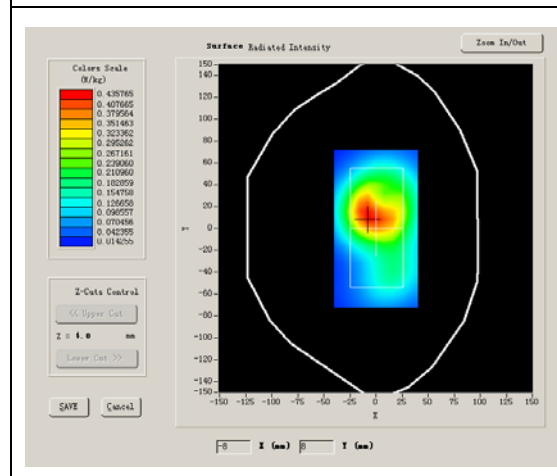 Surface Radiated Intensity
Zoom In/Out
Colors Scale
(W/kg)
0.435765
0.407665
0.379564
0.351463
0.323362
0.295262
0.267161
0.239060
0.210960
0.182859
0.154758
0.126658
0.098557
0.070456
0.042355
0.014255
Z-Cuts Control
<< Upper Cut
Z = 4.0 mm
Lower Cut >>
SAVE
Cancel
150
140
120
100
80
60
40
20
0
-20
-40
-60
-80
-100
-120
-140
-150
-150 -125 -100 -75 -50 -25 0 25 50 75 100 125 150
X
-8 X (mm) 8 Y (mm)